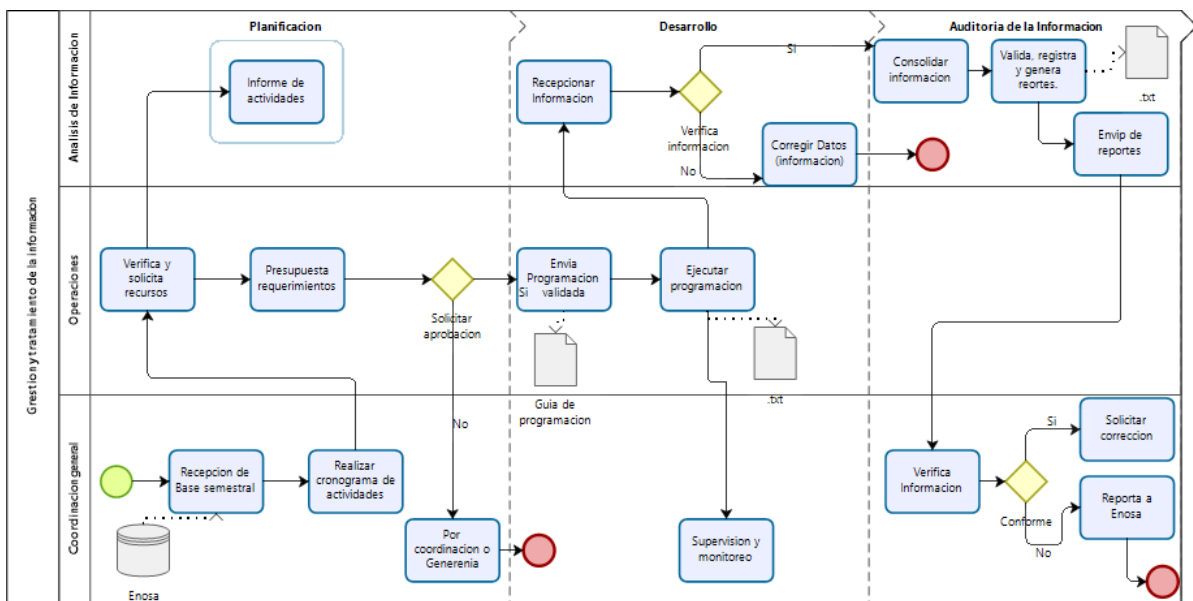 Planificacion
Desarrollo
Auditoria de la Informacion
Grestion y tratamiento de la informacion
Analisis de Informacion
Informe de
actividades
Recepcionar
Informacion
Verifica
informacion
SI
No
Corregir Datos
(informacion)
Consolidar
informacion
Valida, registra
y genera
reortes.
.txt
Envip de
reportes
Operaciones
Verifica y
solicita
recursos
Presupuesta
requerimientos
Solicitar
aprobacion
Si
No
Envia
Programacion
validada
Guia de
programacion
Ejecutar
programacion
.txt
Coordinacion general
Recepcion de
Base semestral
Enosa
Realizar
cronograma de
actividades
Por
coordinacion o
Generenia
Supervision y
monitoreo
Verifica
Informacion
Conforme
Si
No
Solicitar
correccion
Reporta a
Enosa